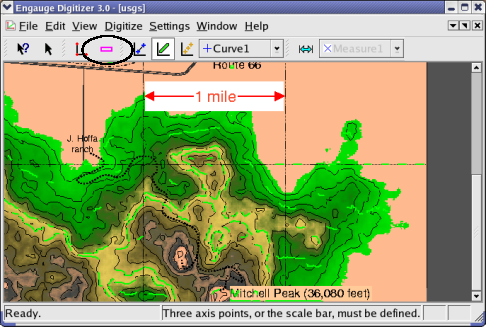 Engauge Digitizer 3.0 - [usgs]
File Edit View Digitize Settings Window Help
Curve1 Measure1
Route 66
1 mile
J. Hoffa
ranch
Mitchell Peak (36,080 feet)
Ready. Three axis points, or the scale bar, must be defined.